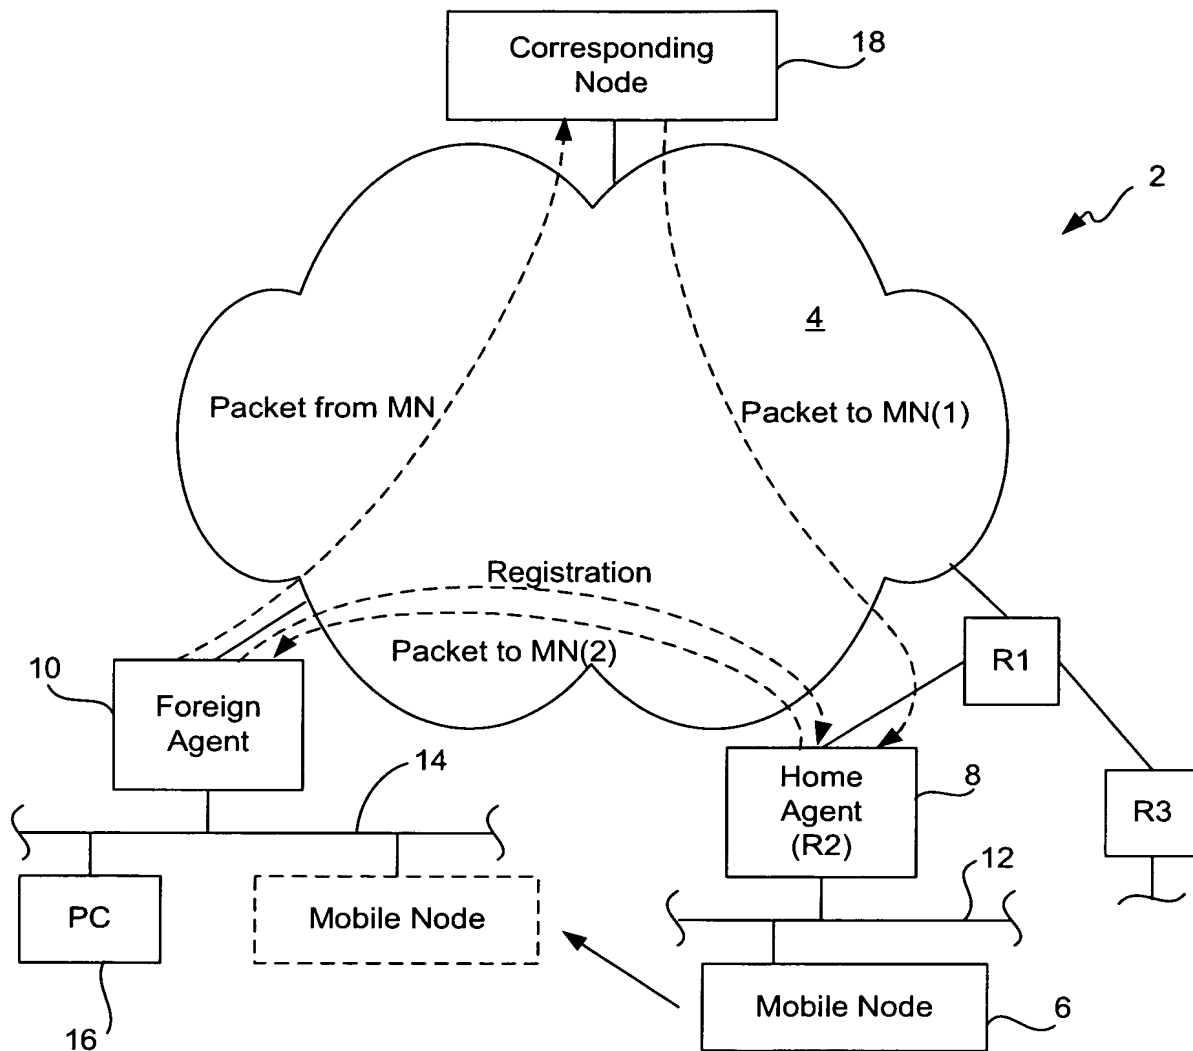 Corresponding
Node
18
2
4
Packet from MN
Packet to MN(1)
Registration
Packet to MN(2)
R1
10
Foreign
Agent
14
Home
Agent
(R2)
8
R3
12
PC
Mobile Node
Mobile Node
16
6